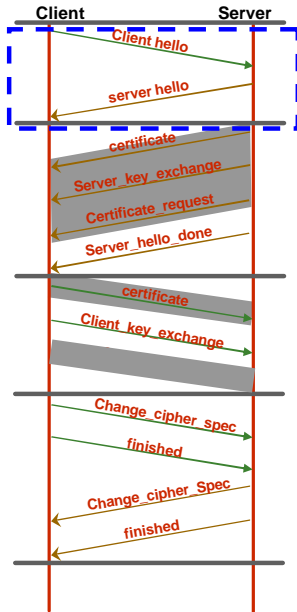 Client Server
Client hello
server hello
certificate
Server_key_exchange
Certificate_request
Server_hello_done
certificate
Client_key_exchange
Change_cipher_spec
finished
Change_cipher_Spec
finished